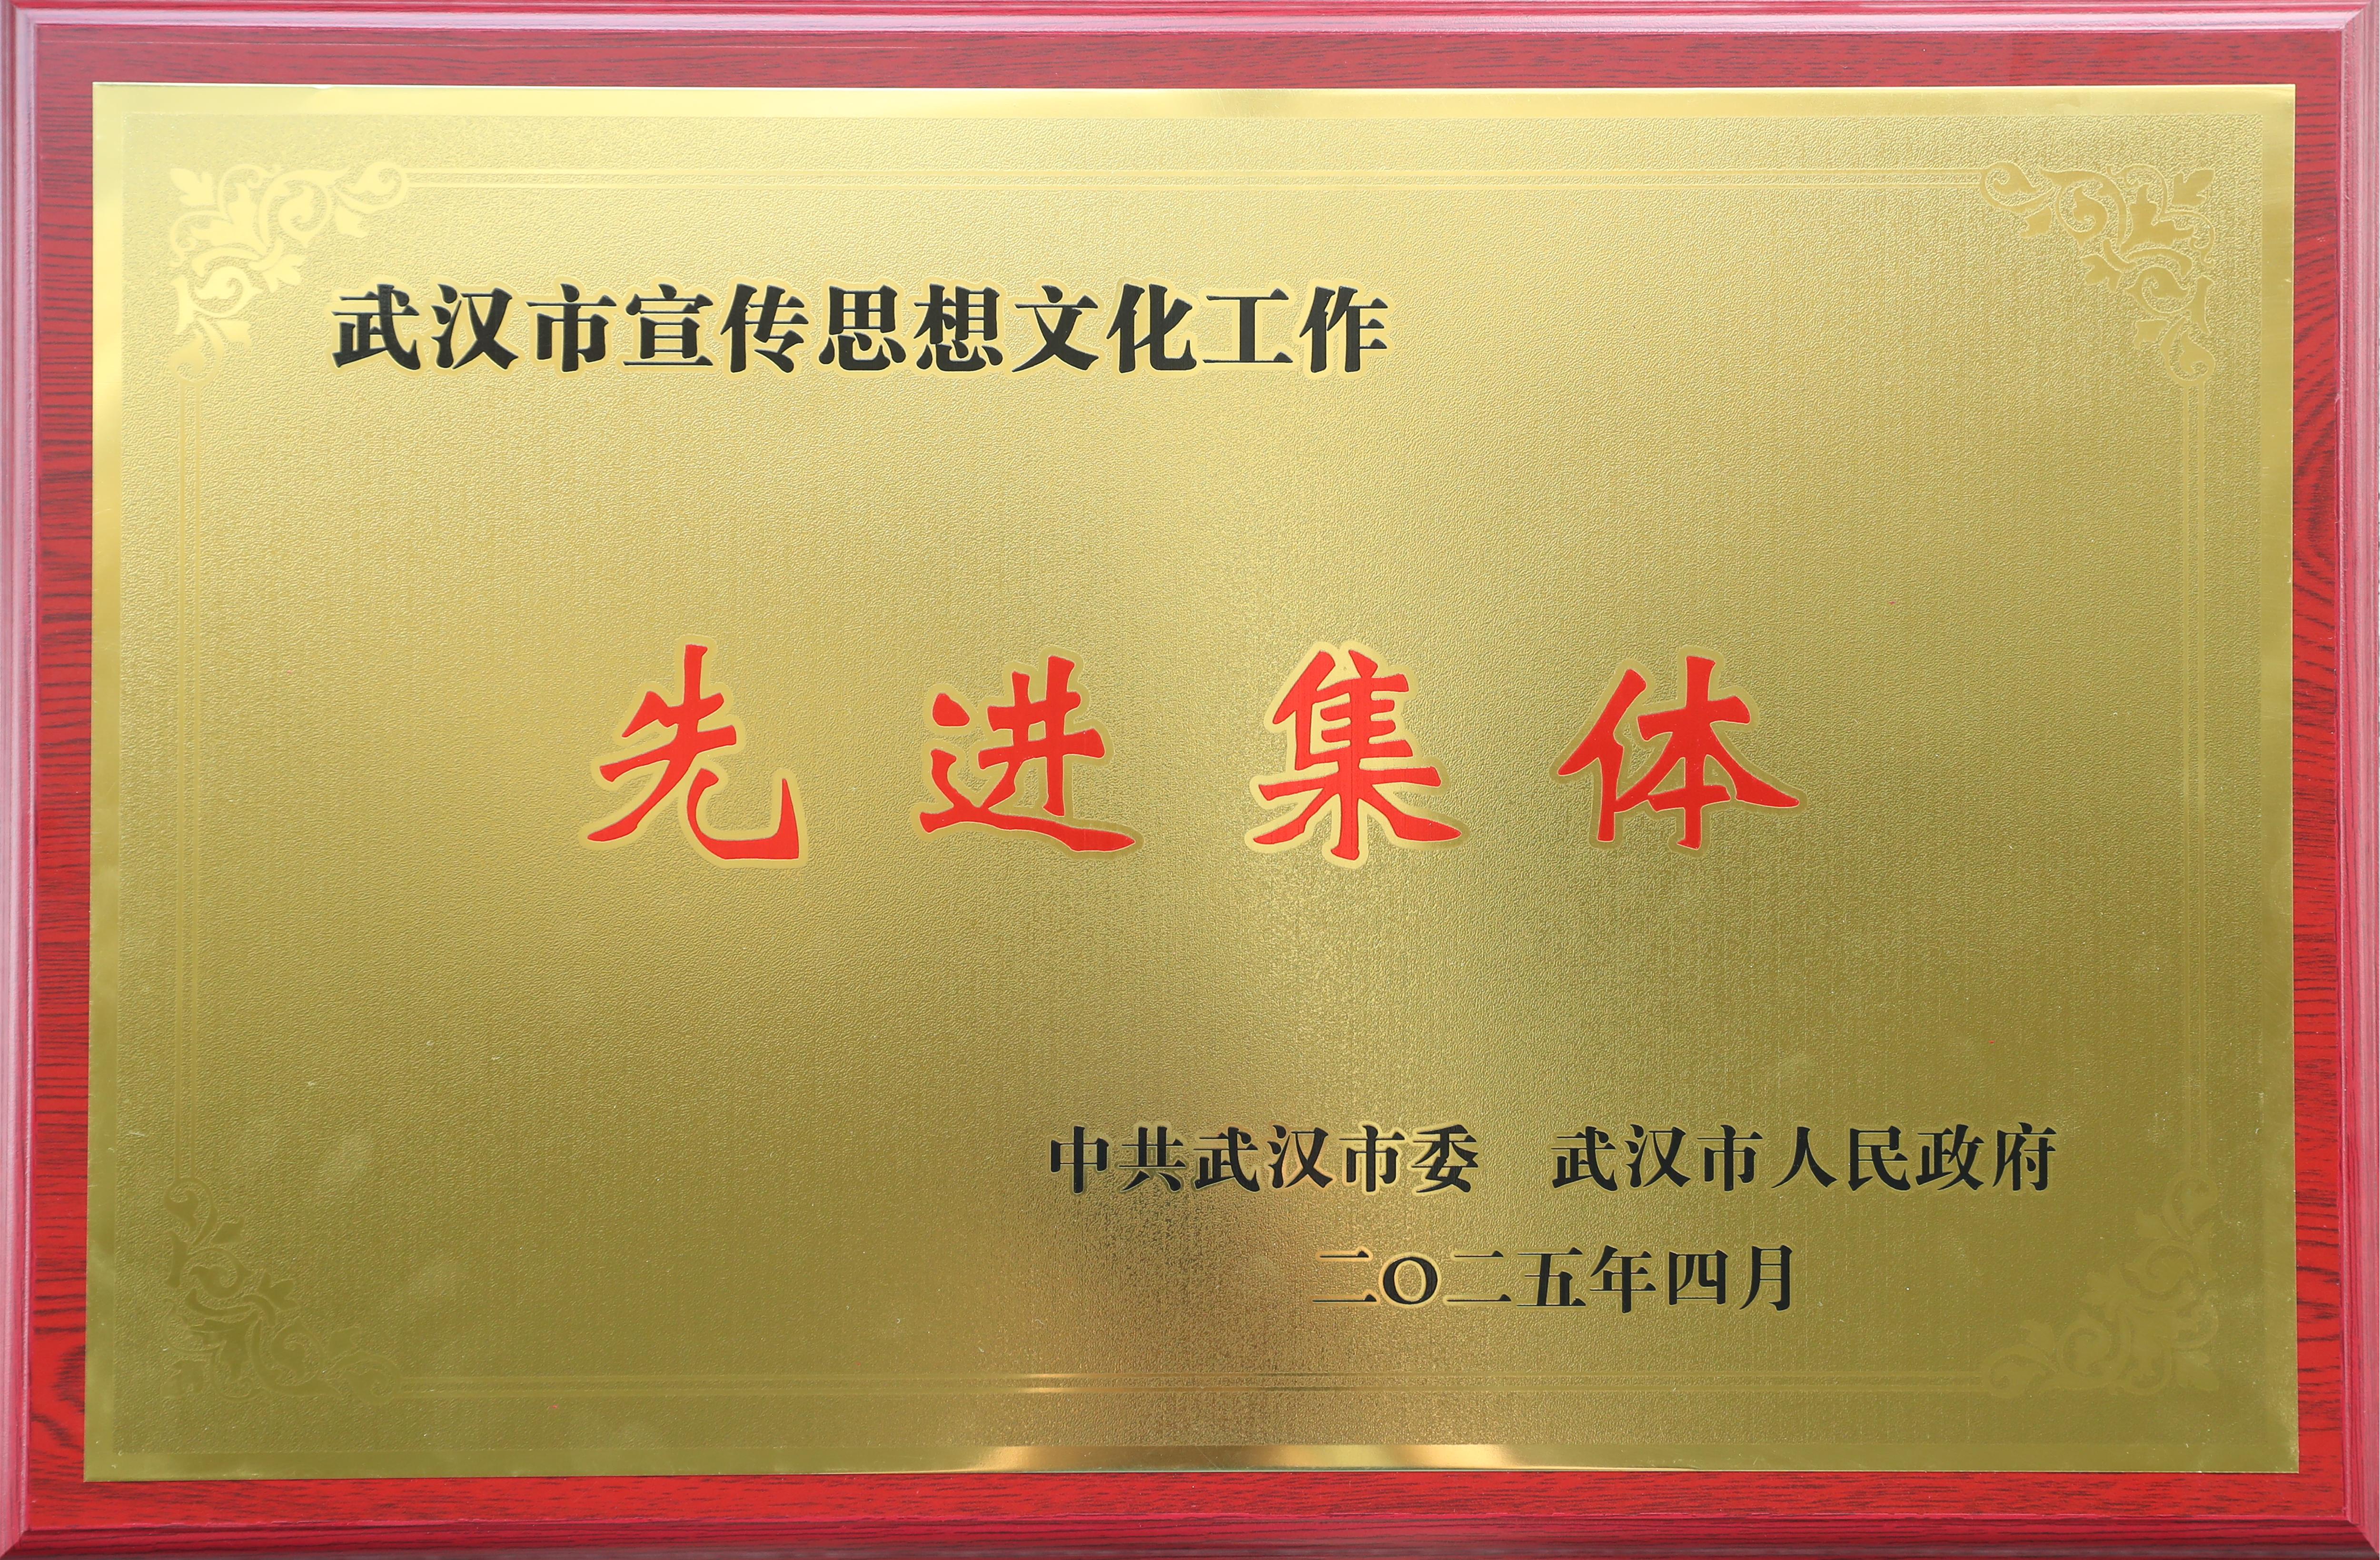 武汉市宣传思想文化工作
先进集体
中共武汉市委　武汉市人民政府
二〇二五年四月